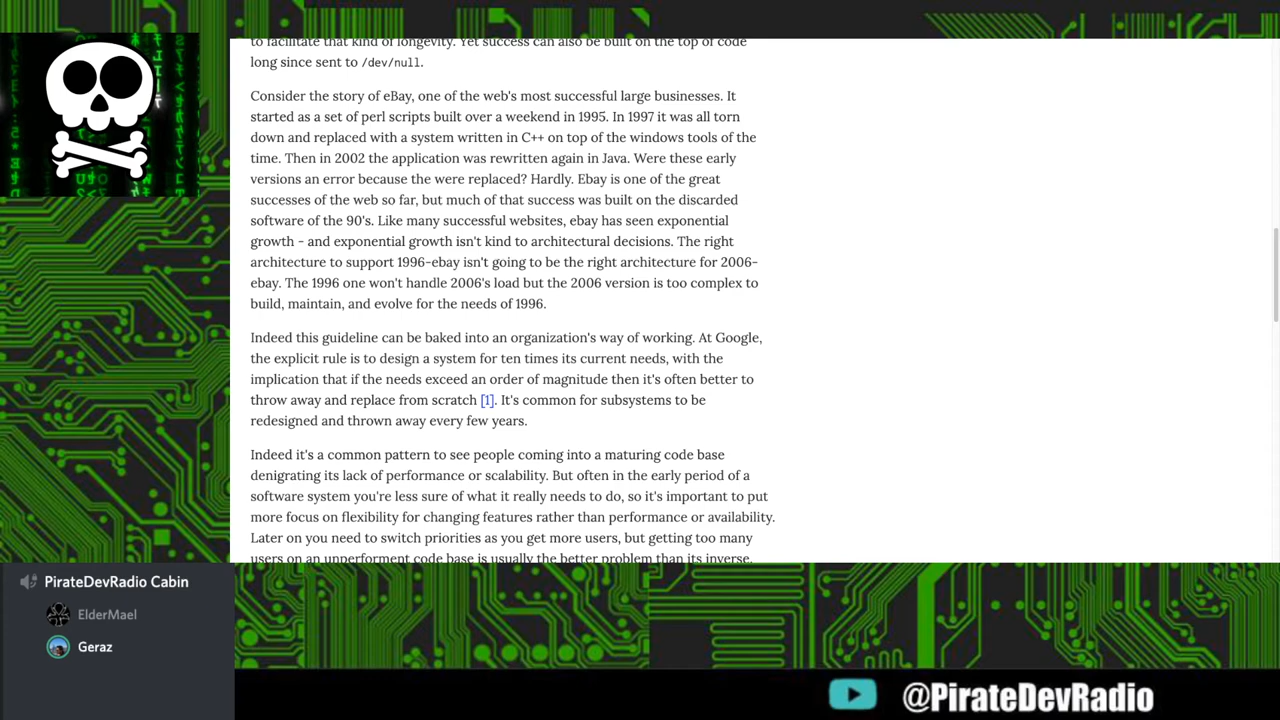 to facilitate that kind of longevity. Yet success can also be built on the top of code
long since sent to /dev/null.
Consider the story of eBay, one of the web's most successful large businesses. It
started as a set of perl scripts built over a weekend in 1995. In 1997 it was all torn
down and replaced with a system written in C++ on top of the windows tools of the
time. Then in 2002 the application was rewritten again in Java. Were these early
versions an error because the were replaced? Hardly. Ebay is one of the great
successes of the web so far, but much of that success was built on the discarded
software of the 90's. Like many successful websites, ebay has seen exponential
growth - and exponential growth isn't kind to architectural decisions. The right
architecture to support 1996-ebay isn't going to be the right architecture for 2006-
ebay. The 1996 one won't handle 2006's load but the 2006 version is too complex to
build, maintain, and evolve for the needs of 1996.
Indeed this guideline can be baked into an organization's way of working. At Google,
the explicit rule is to design a system for ten times its current needs, with the
implication that if the needs exceed an order of magnitude then it's often better to
throw away and replace from scratch [1]. It's common for subsystems to be
redesigned and thrown away every few years.
Indeed it's a common pattern to see people coming into a maturing code base
denigrating its lack of performance or scalability. But often in the early period of a
software system you're less sure of what it really needs to do, so it's important to put
more focus on flexibility for changing features rather than performance or availability.
Later on you need to switch priorities as you get more users, but getting too many
users on an unperforment code base is usually the better problem than its inverse.
PirateDevRadio Cabin
ElderMael
Geraz
@PirateDevRadio